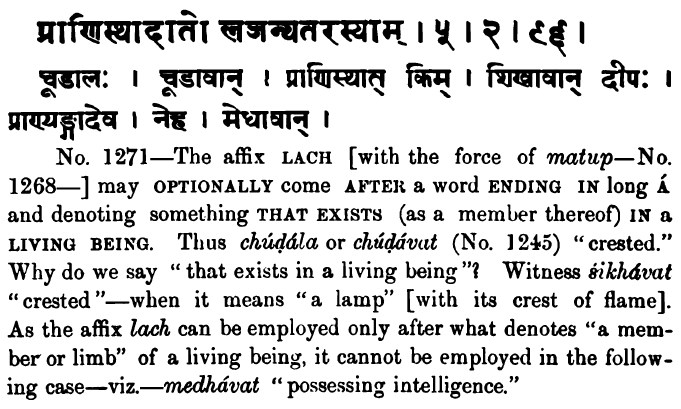 प्राणिस्थादातो लजन्यतरस्याम् । ५ । २ । ९६ ।
चूडालः । चूडावान् । प्राणिस्थात् किम् । शिखावान् दीपः ।
प्राण्यङ्गादेव । नेह । मेधावान् ।
No. 1271—The affix LACH [with the force of matup—No.
1268—] may OPTIONALLY come AFTER a word ENDING IN long Á
and denoting something THAT EXISTS (as a member thereof) IN a
LIVING BEING. Thus chúḍála or chúḍávat (No. 1245) “crested.”
Why do we say “that exists in a living being”? Witness śikhávat
“crested”—when it means “a lamp” [with its crest of flame].
As the affix lach can be employed only after what denotes “a mem-
ber or limb” of a living being, it cannot be employed in the follow-
ing case—viz.—medhávat “possessing intelligence.”